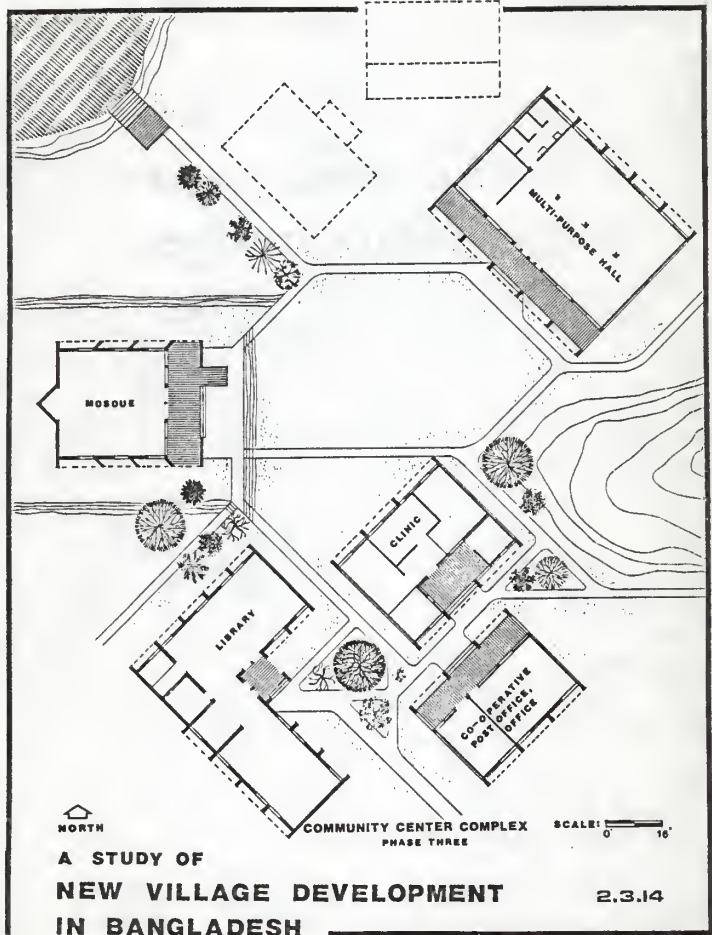 MULTI-PURPOSE HALL
MOSQUE
CLINIC
LIBRARY
CO-OPERATIVE
POST OFFICE,
OFFICE
NORTH
COMMUNITY CENTER COMPLEX
PHASE THREE
SCALE:
0' 16'
A STUDY OF
NEW VILLAGE DEVELOPMENT
IN BANGLADESH
2.3.14